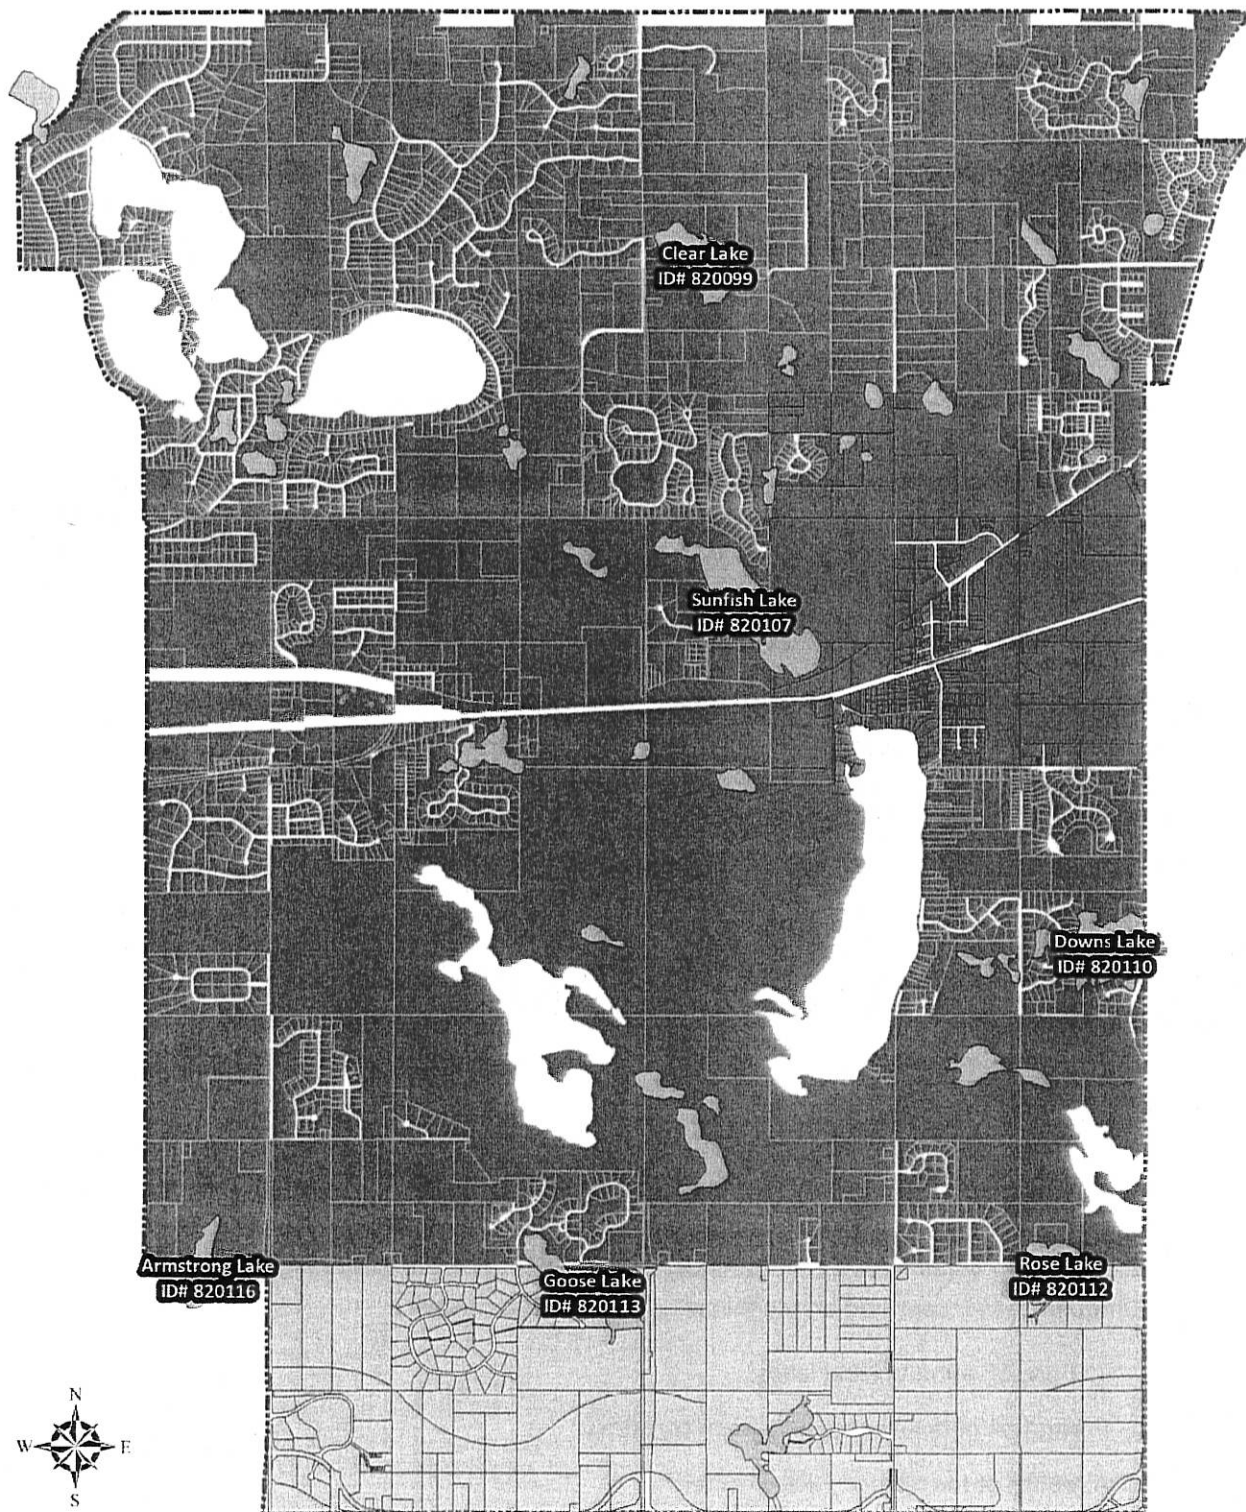 Clear Lake
ID# 820099
Sunfish Lake
ID# 820107
Downs Lake
ID# 820110
Armstrong Lake
ID# 820116
Goose Lake
ID# 820113
Rose Lake
ID# 820112
N
W E
S